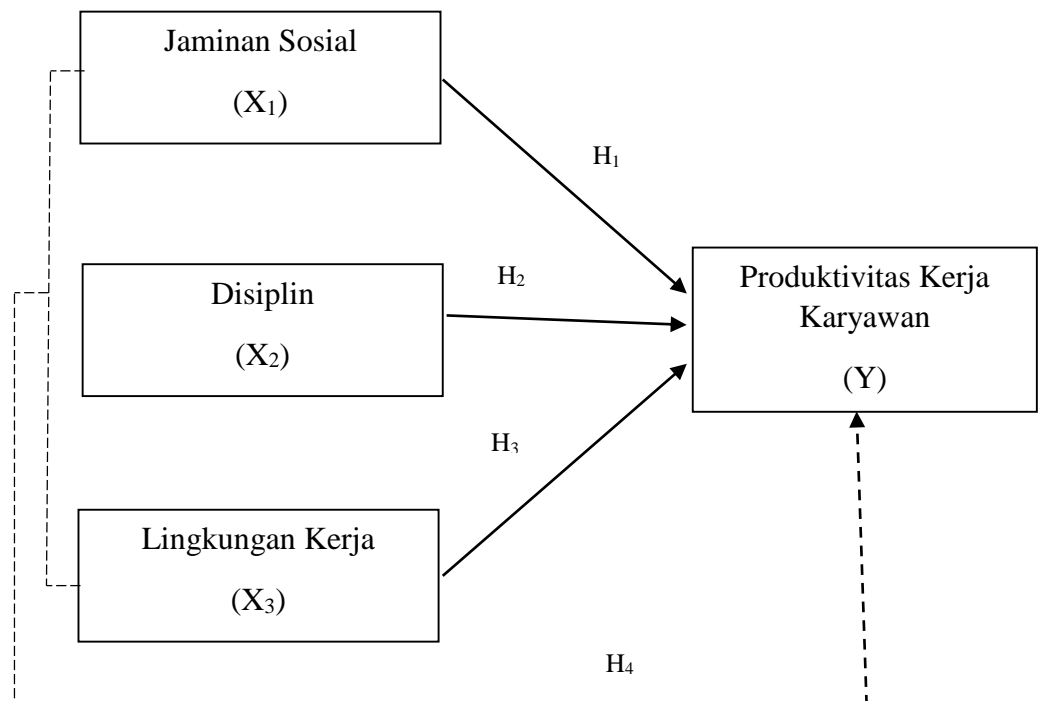 Jaminan Sosial
(X₁)
H₁
Disiplin
(X₂)
H₂
Produktivitas Kerja
Karyawan
(Y)
H₃
Lingkungan Kerja
(X₃)
H₄